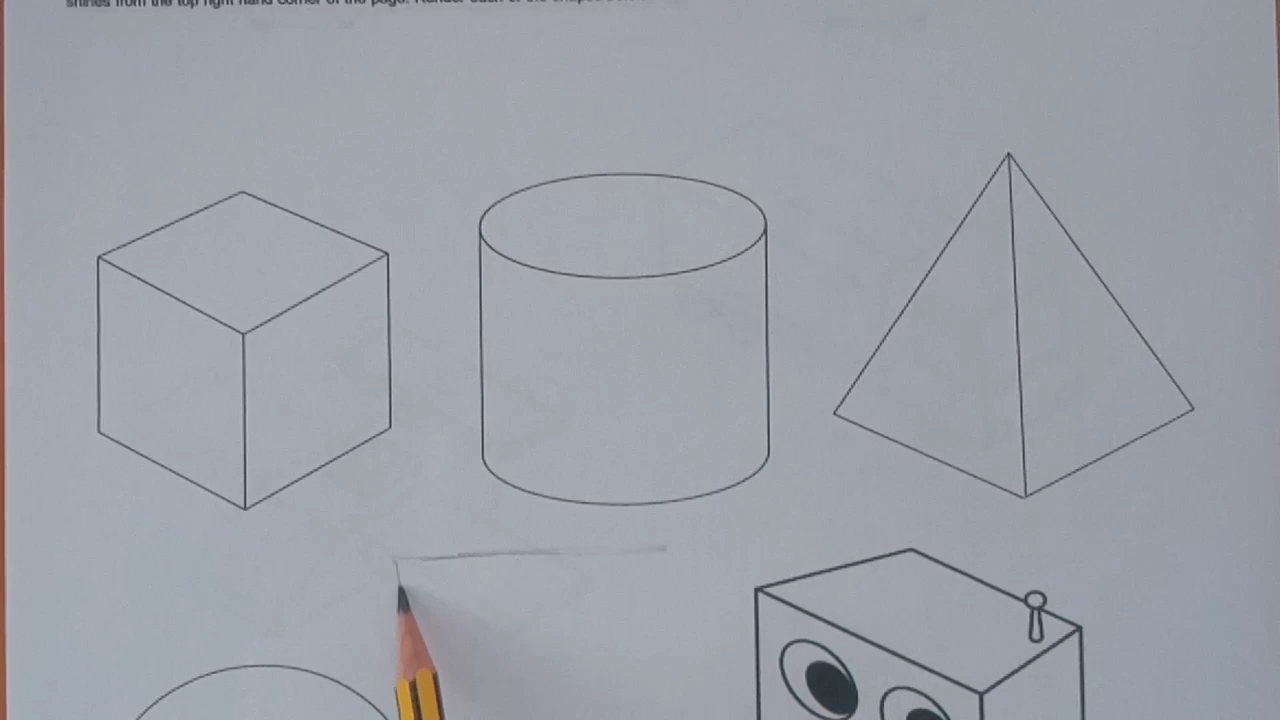 shines from the top right hand corner of the page. Render each of the shapes